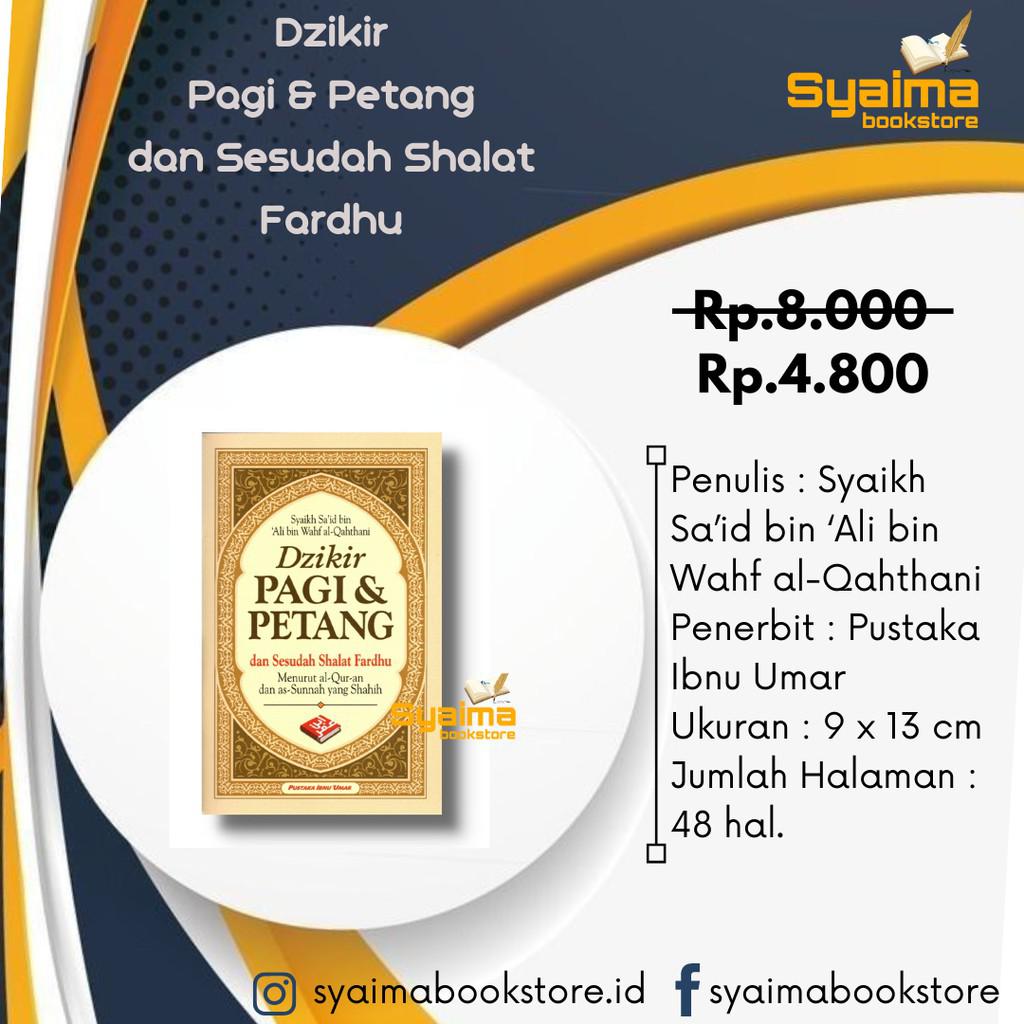 Dzikir
Pagi & Petang
dan Sesudah Shalat
Fardhu
Syaima
bookstore
Rp.8.000
Rp.4.800
Syaikh Sa'id bin
'Ali bin Wahf al-Qahthani
Dzikir
PAGI &
PETANG
dan Sesudah Shalat Fardhu
Menurut al-Qur-an
dan as-Sunnah yang Shahih
PUSTAKA IBNU 'UMAR
Syaima
bookstore
Penulis : Syaikh
Sa'id bin 'Ali bin
Wahf al-Qahthani
Penerbit : Pustaka
Ibnu Umar
Ukuran : 9 x 13 cm
Jumlah Halaman :
48 hal.
syaimabookstore.id
syaimabookstore